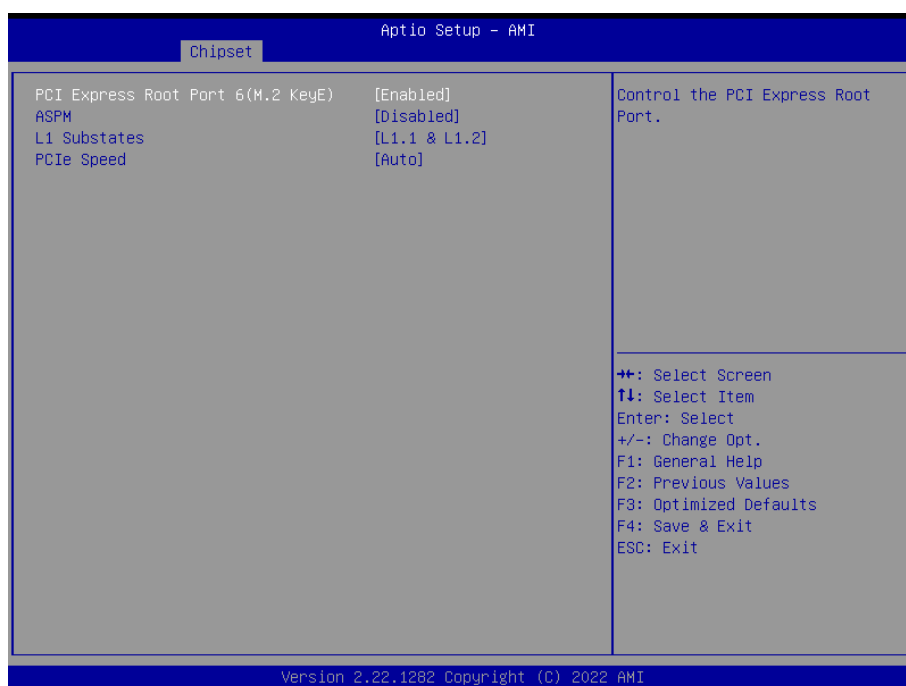 Aptio Setup - AMI
Chipset
PCI Express Root Port 6(M.2 KeyE) [Enabled]
ASPM [Disabled]
L1 Substates [L1.1 & L1.2]
PCIe Speed [Auto]
Control the PCI Express Root
Port.
→←: Select Screen
↑↓: Select Item
Enter: Select
+/-: Change Opt.
F1: General Help
F2: Previous Values
F3: Optimized Defaults
F4: Save & Exit
ESC: Exit
Version 2.22.1282 Copyright (C) 2022 AMI